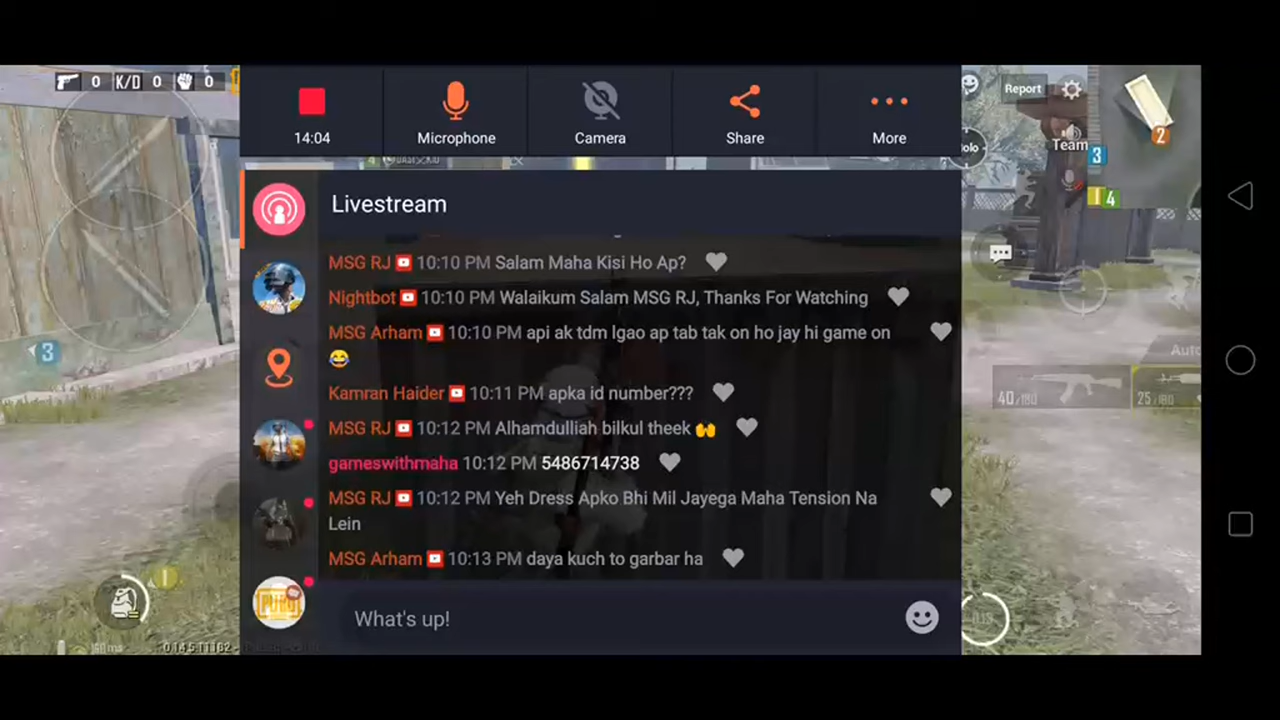 0 K/D 0 0
14:04
Microphone
Camera
Share
More
Report
Team
3
2
4
3
Livestream
MSG RJ 10:10 PM Salam Maha Kisi Ho Ap?
Nightbot 10:10 PM Walaikum Salam MSG RJ, Thanks For Watching
MSG Arham 10:10 PM api ak tdm lgao ap tab tak on ho jay hi game on
😂
Kamran Haider 10:11 PM apka id number???
MSG RJ 10:12 PM Alhamdulliah bilkul theek 🙌
gameswithmaha 10:12 PM 5486714738
MSG RJ 10:12 PM Yeh Dress Apko Bhi Mil Jayega Maha Tension Na
Lein
MSG Arham 10:13 PM daya kuch to garbar ha
What's up!
40/180
25/180